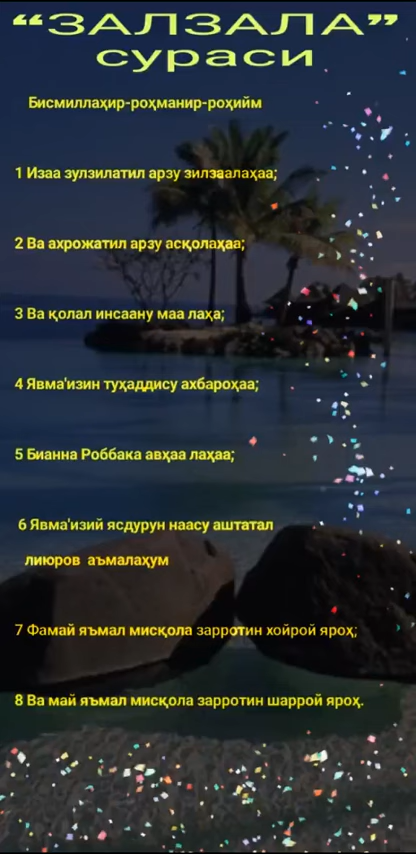 “ЗАЛЗАЛА”
сураси
Бисмиллаҳир-роҳманир-роҳийм
1 Изаа зулзилатил арзу зилзаалаҳаа;
2 Ва ахрожатил арзу асқолаҳаа;
3 Ва қолал инсаану маа лаҳа;
4 Явма'изин туҳаддису ахбароҳаа;
5 Бианна Роббака авҳаа лаҳаа;
6 Явма'изий ясдурун наасу аштатал
лиюров аъмалаҳум
7 Фамай яъмал мисқола зарротин хойрой яроҳ;
8 Ва май яъмал мисқола зарротин шаррой яроҳ.